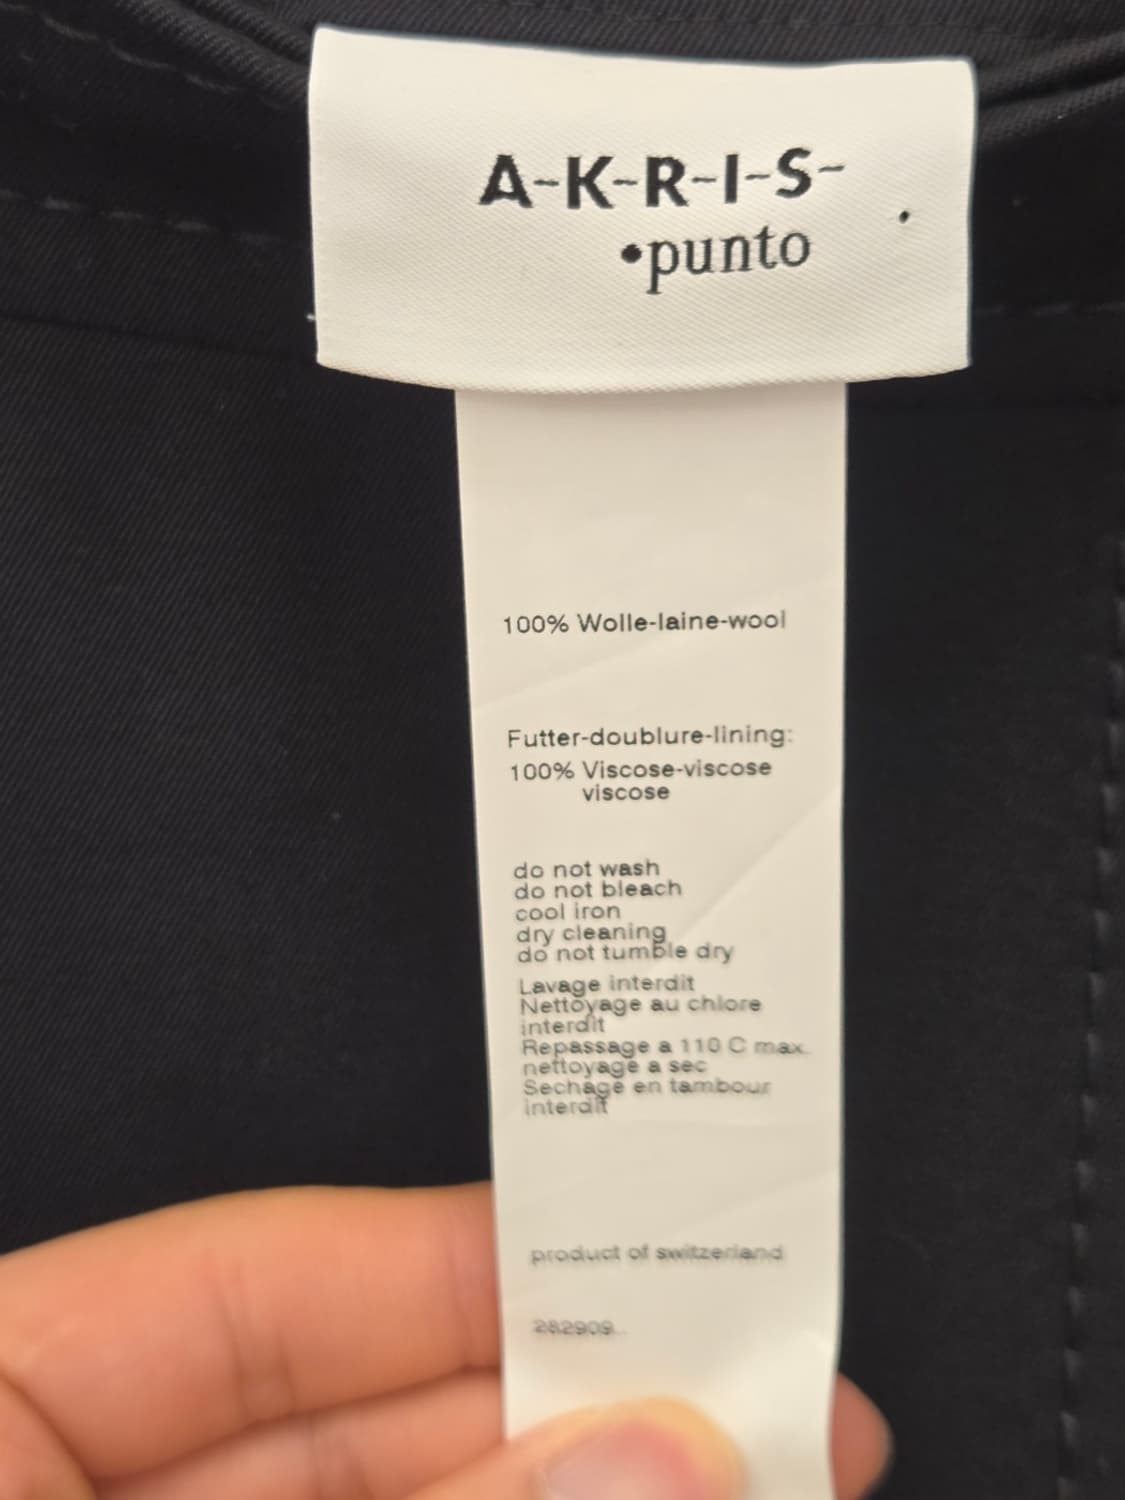 A-K-R-I-S-
•punto
100% Wolle-laine-wool
Futter-doublure-lining:
100% Viscose-viscose
viscose
do not wash
do not bleach
cool iron
dry cleaning
do not tumble dry
Lavage interdit
Nettoyage au chlore
interdit
Repassage a 110 C max.
nettoyage a sec
Sechage en tambour
interdit
product of switzerland
282909..